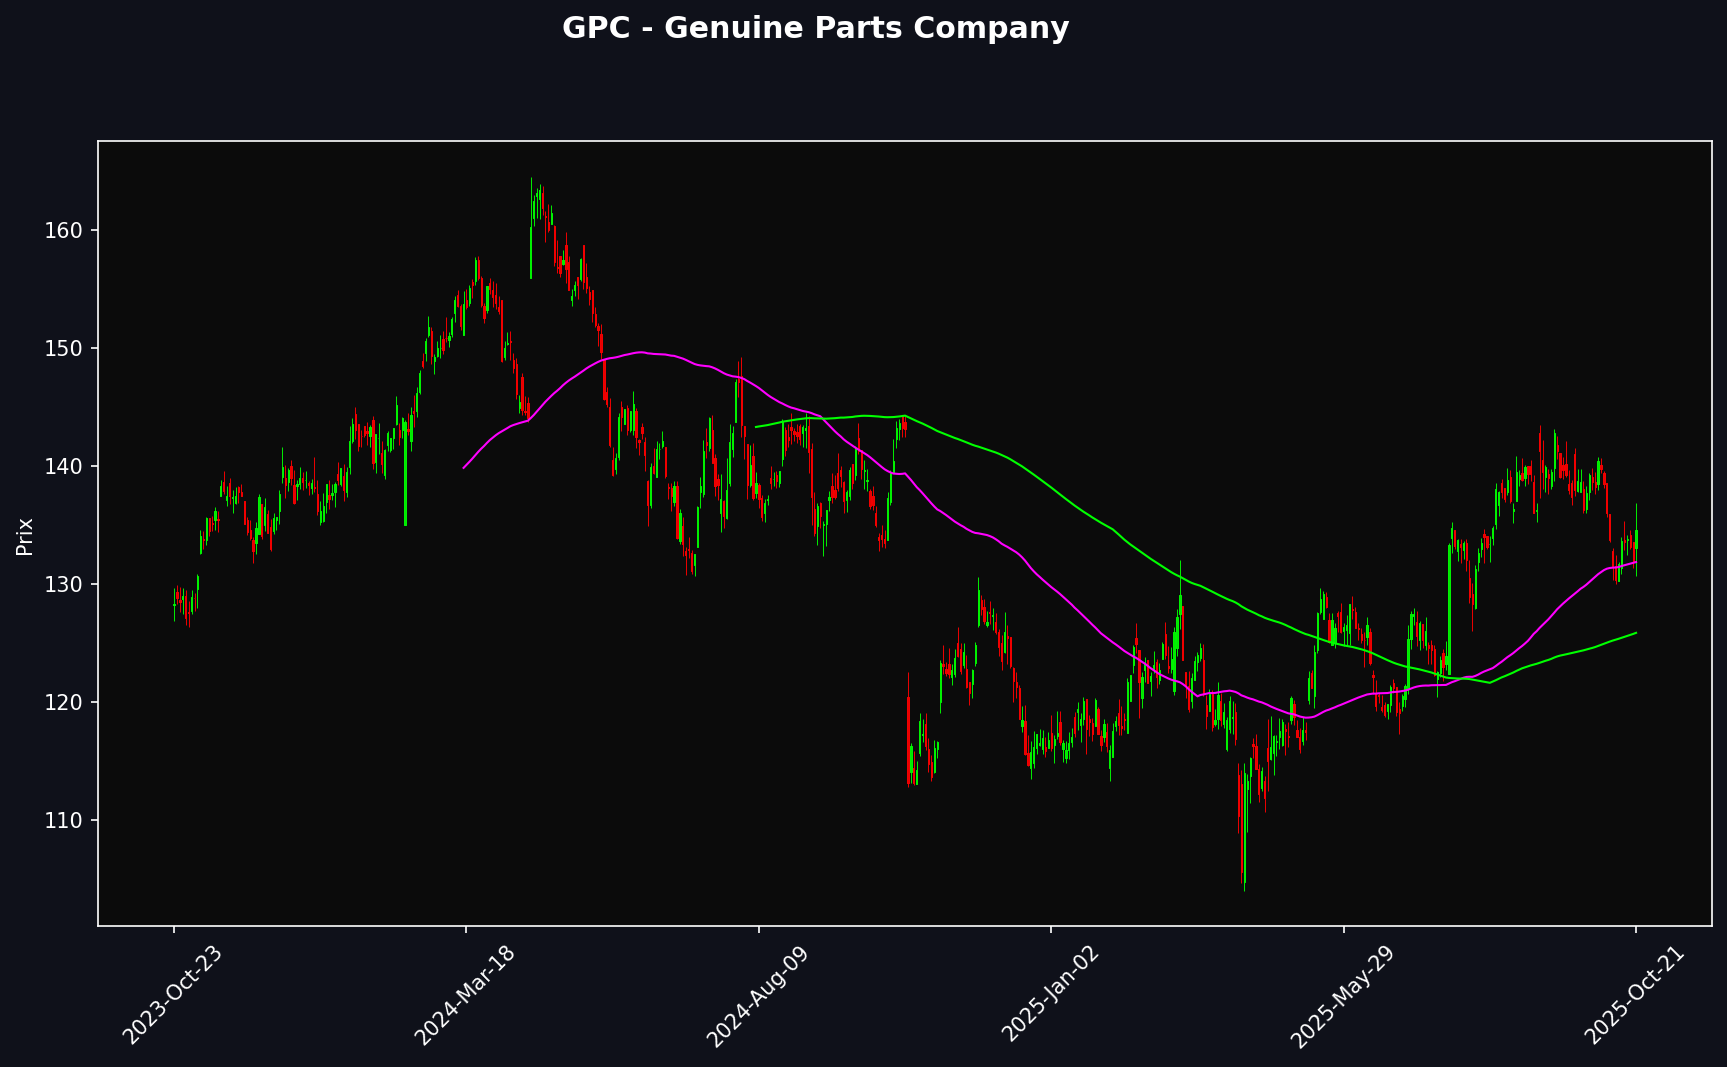 GPC - Genuine Parts Company
Prix
160
150
140
130
120
110
2023-Oct-23
2024-Mar-18
2024-Aug-09
2025-Jan-02
2025-May-29
2025-Oct-21